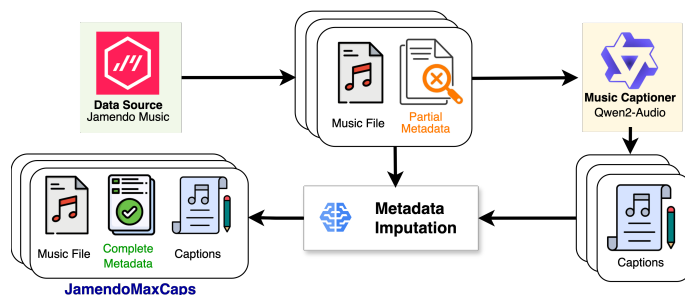 Data Source
Jamendo Music
Music File
Partial
Metadata
Music Captioner
Qwen2-Audio
Music File
Complete
Metadata
Captions
JamendoMaxCaps
Metadata
Imputation
Captions